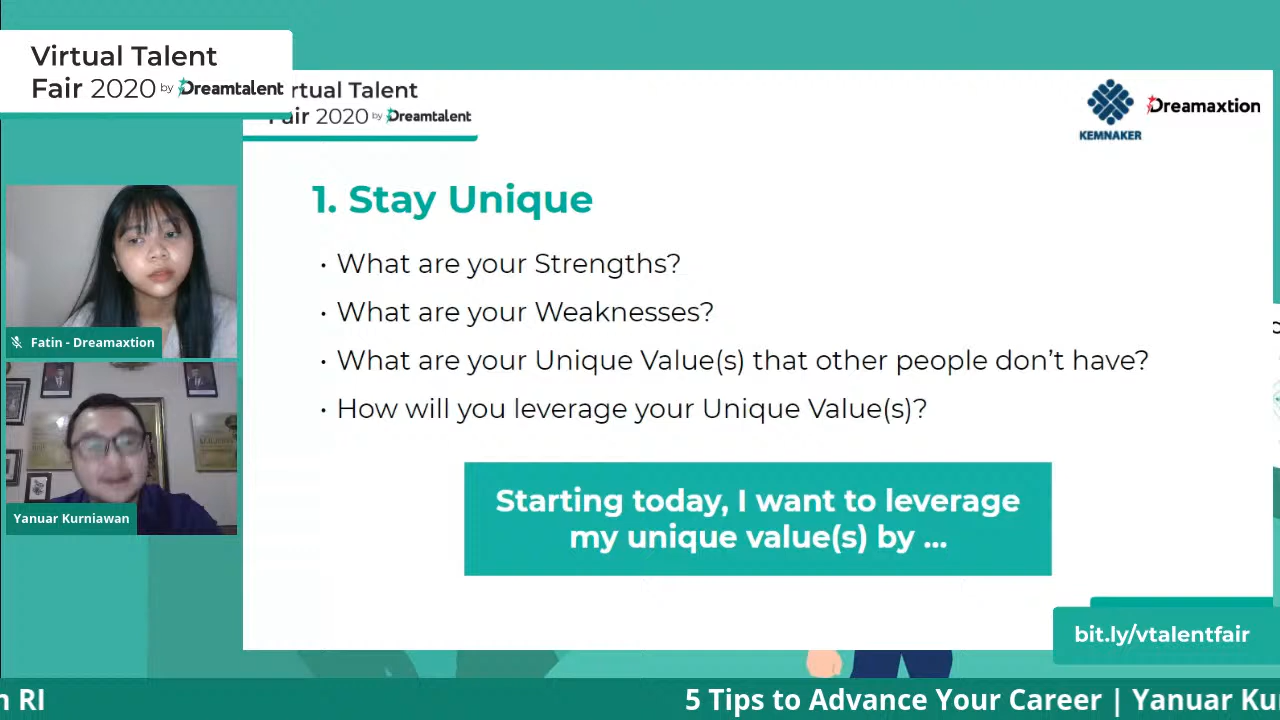 Virtual Talent
Fair 2020 by Dreamtalent
rtual Talent
Fair 2020 by Dreamtalent
KEMNAKER
Dreamaxtion
1. Stay Unique
• What are your Strengths?
• What are your Weaknesses?
• What are your Unique Value(s) that other people don’t have?
• How will you leverage your Unique Value(s)?
Starting today, I want to leverage
my unique value(s) by ...
Fatin - Dreamaxtion
Yanuar Kurniawan
bit.ly/vtalentfair
n RI
5 Tips to Advance Your Career | Yanuar Ku